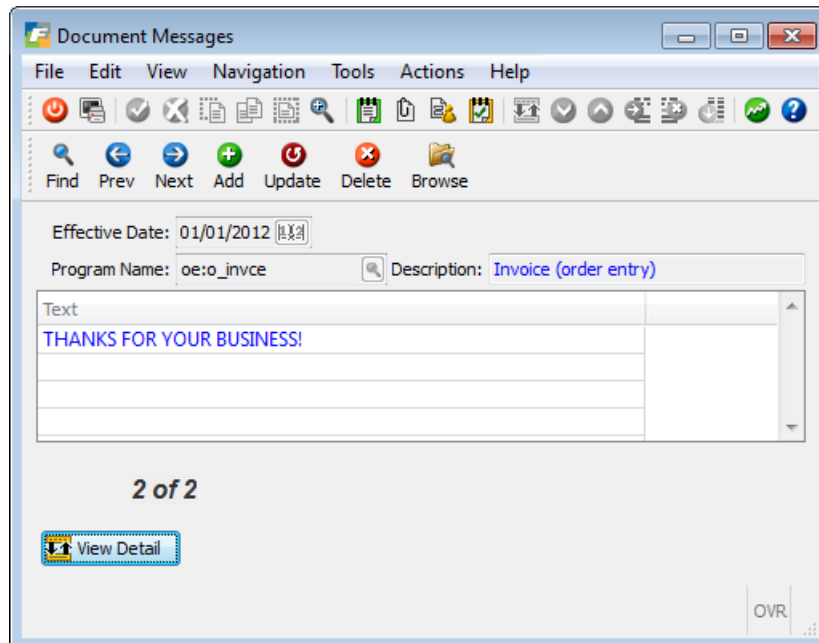 Document Messages
File Edit View Navigation Tools Actions Help
Find Prev Next Add Update Delete Browse
Effective Date: 01/01/2012
Program Name: oe:o_invce Description: Invoice (order entry)
Text
THANKS FOR YOUR BUSINESS!
2 of 2
View Detail
OVR